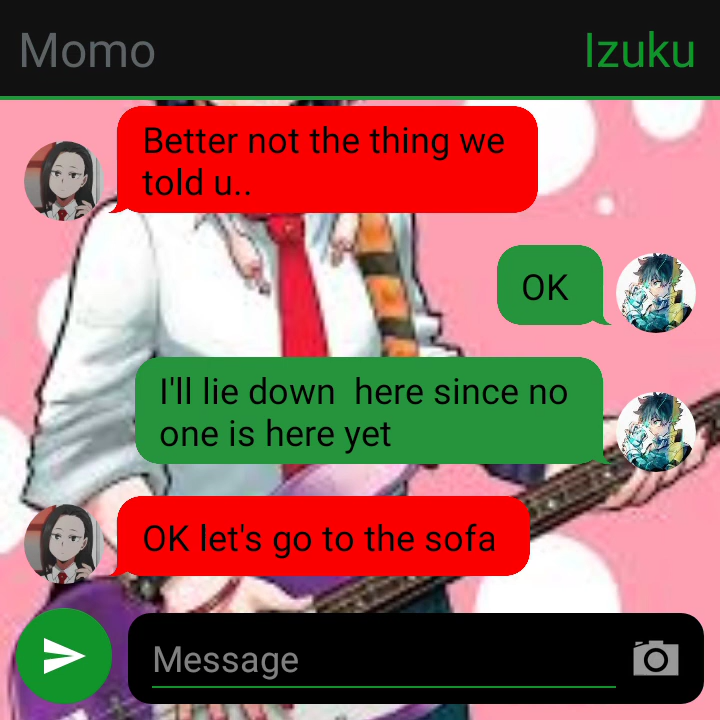 Momo
Izuku
Better not the thing we
told u..
OK
I'll lie down  here since no
one is here yet
OK let's go to the sofa
Message